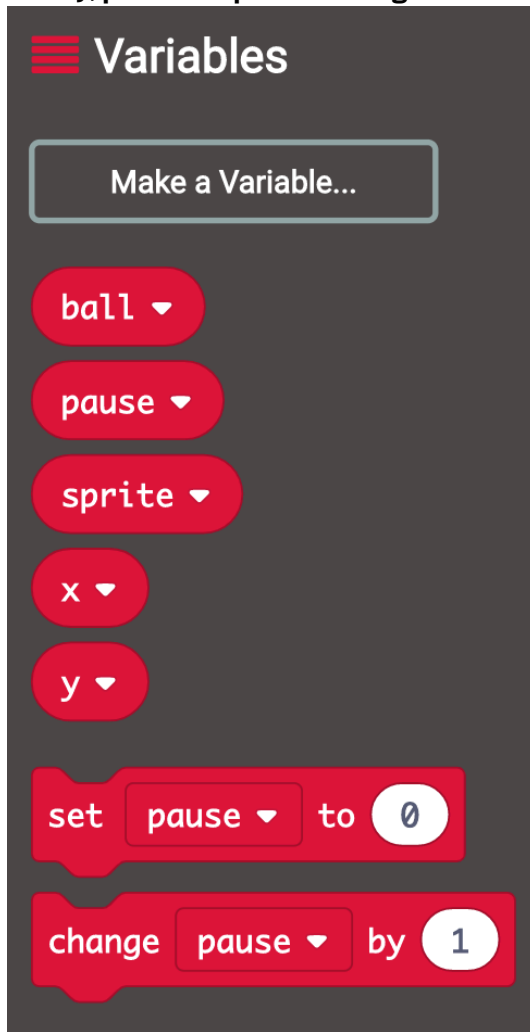 Variables
Make a Variable...
ball
pause
sprite
x
y
set pause to 0
change pause by 1